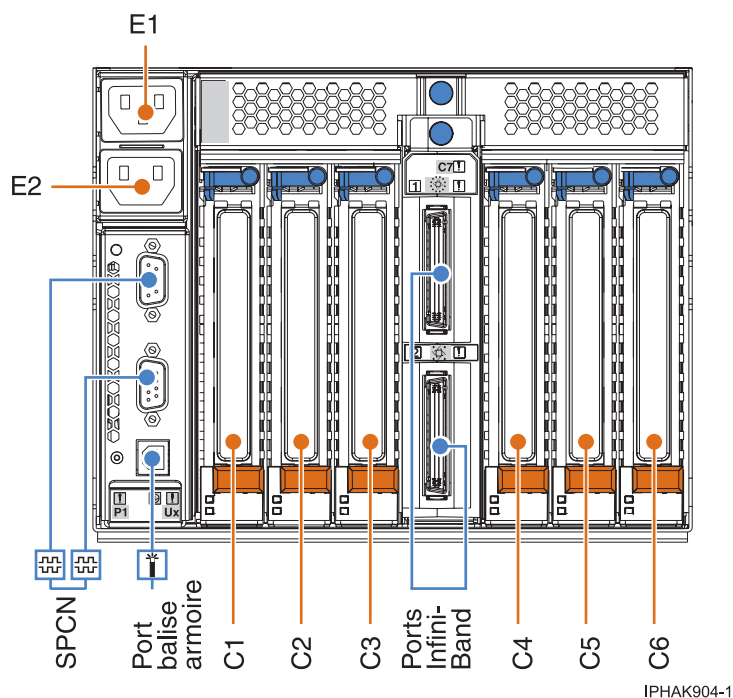 E1
E2
C7
1
2
P1
Ux
SPCN
Port
balise
armoire
C1
C2
C3
Ports
Infini-
Band
C4
C5
C6
IPHAK904-1